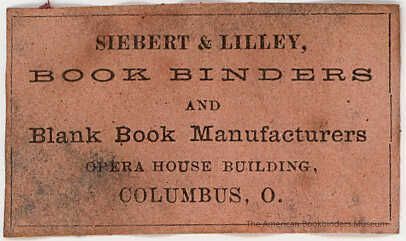 SIEBERT & LILLEY,
BOOK BINDERS
AND
Blank Book Manufacturers
OPERA HOUSE BUILDING,
COLUMBUS, O.
The American Bookbinders Museum